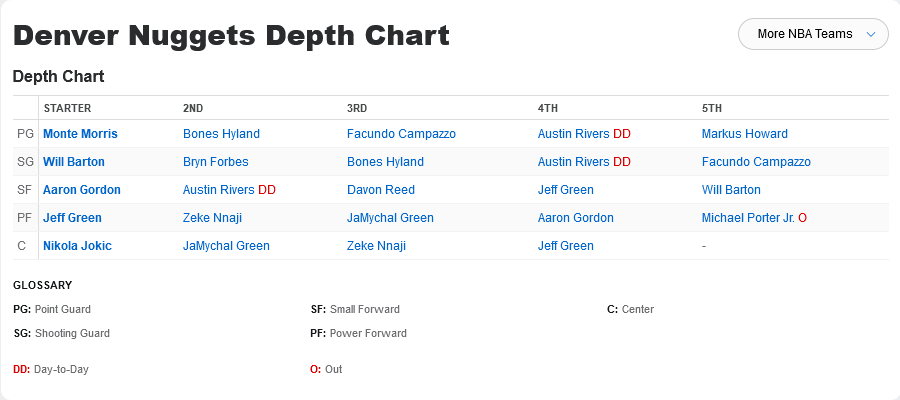 Denver Nuggets Depth Chart
More NBA Teams
Depth Chart
STARTER 2ND 3RD 4TH 5TH
PG Monte Morris Bones Hyland Facundo Campazzo Austin Rivers DD Markus Howard
SG Will Barton Bryn Forbes Bones Hyland Austin Rivers DD Facundo Campazzo
SF Aaron Gordon Austin Rivers DD Davon Reed Jeff Green Will Barton
PF Jeff Green Zeke Nnaji JaMychal Green Aaron Gordon Michael Porter Jr. O
C Nikola Jokic JaMychal Green Zeke Nnaji Jeff Green -
GLOSSARY
PG: Point Guard SF: Small Forward C: Center
SG: Shooting Guard PF: Power Forward
DD: Day-to-Day O: Out